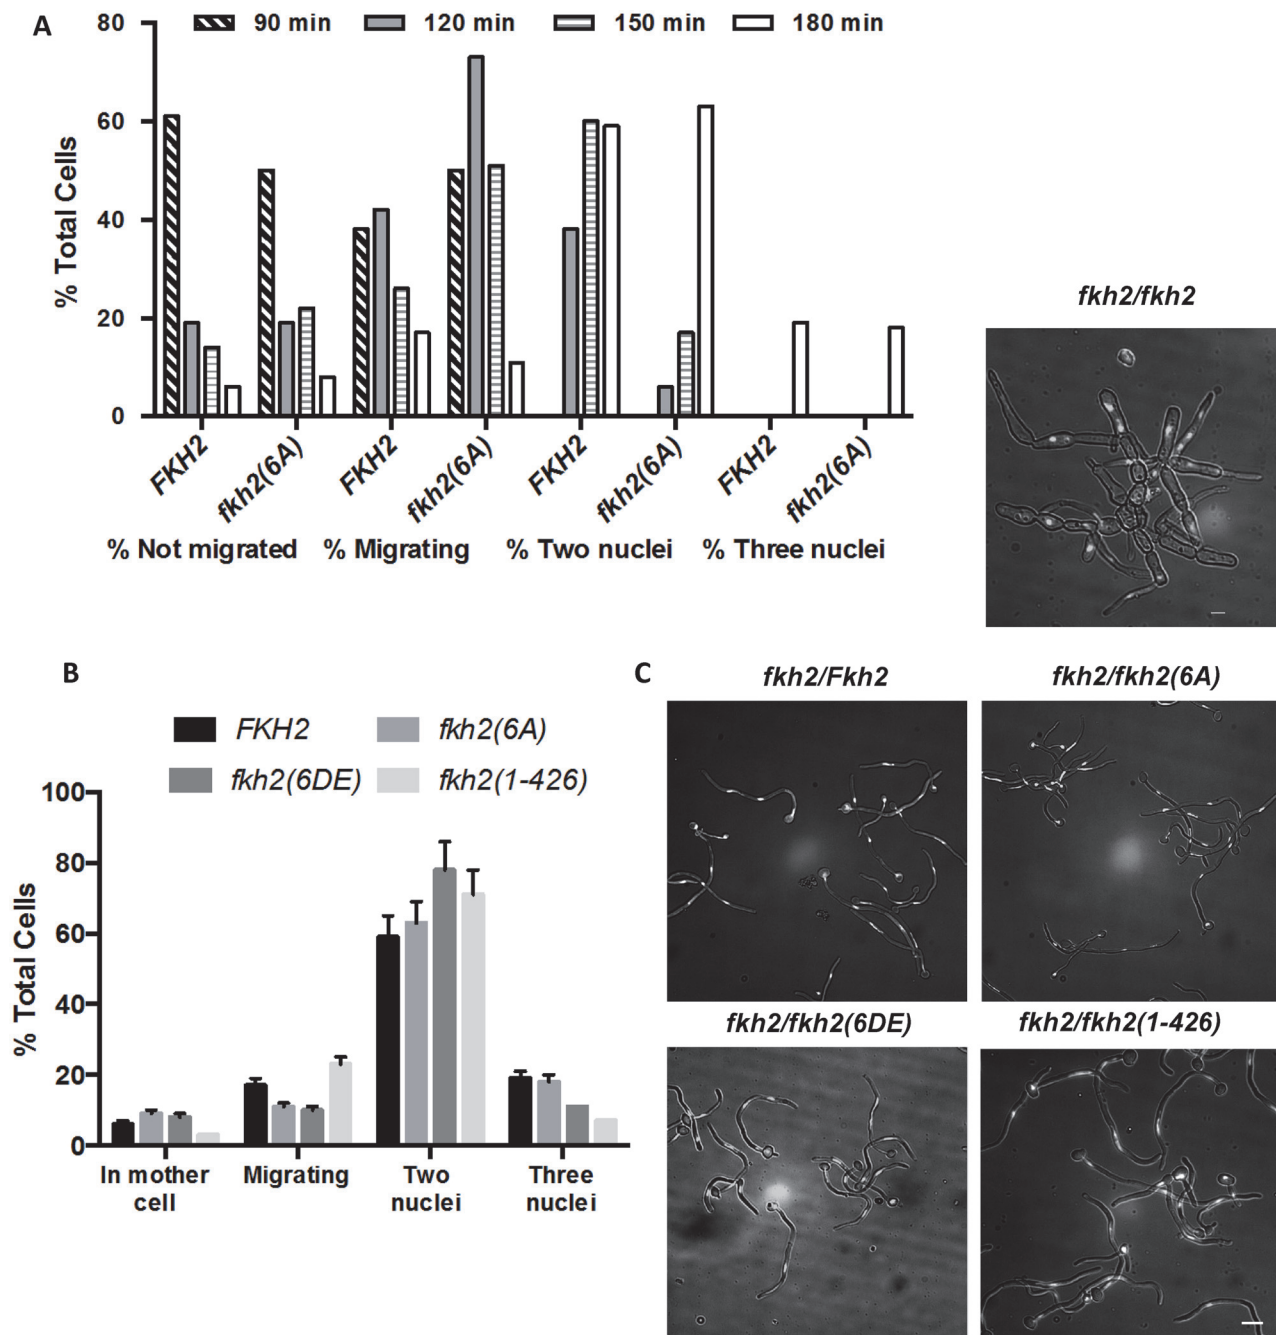 A
80
90 min
120 min
150 min
180 min
60
40
20
0
% Total Cells
FKH2
fkh2(6A)
FKH2
fkh2(6A)
FKH2
fkh2(6A)
FKH2
fkh2(6A)
% Not migrated
% Migrating
% Two nuclei
% Three nuclei
fkh2/fkh2
B
FKH2
fkh2(6A)
fkh2(6DE)
fkh2(1-426)
100
80
60
40
20
0
% Total Cells
In mother
cell
Migrating
Two
nuclei
Three
nuclei
C
fkh2/Fkh2
fkh2/fkh2(6A)
fkh2/fkh2(6DE)
fkh2/fkh2(1-426)